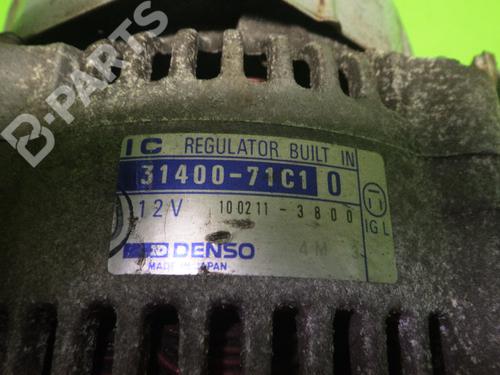 B-PARTS
IC REGULATOR BUILT IN
31400-71C1 0
12V 100211-3800
IG L
DENSO 4M
MADE IN JAPAN